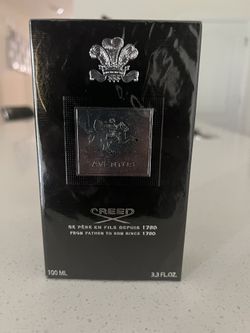 AVENTUS
CREED
DE PÈRE EN FILS DEPUIS 1760
FROM FATHER TO SON SINCE 1760
100 ML
3.3 FL.OZ.